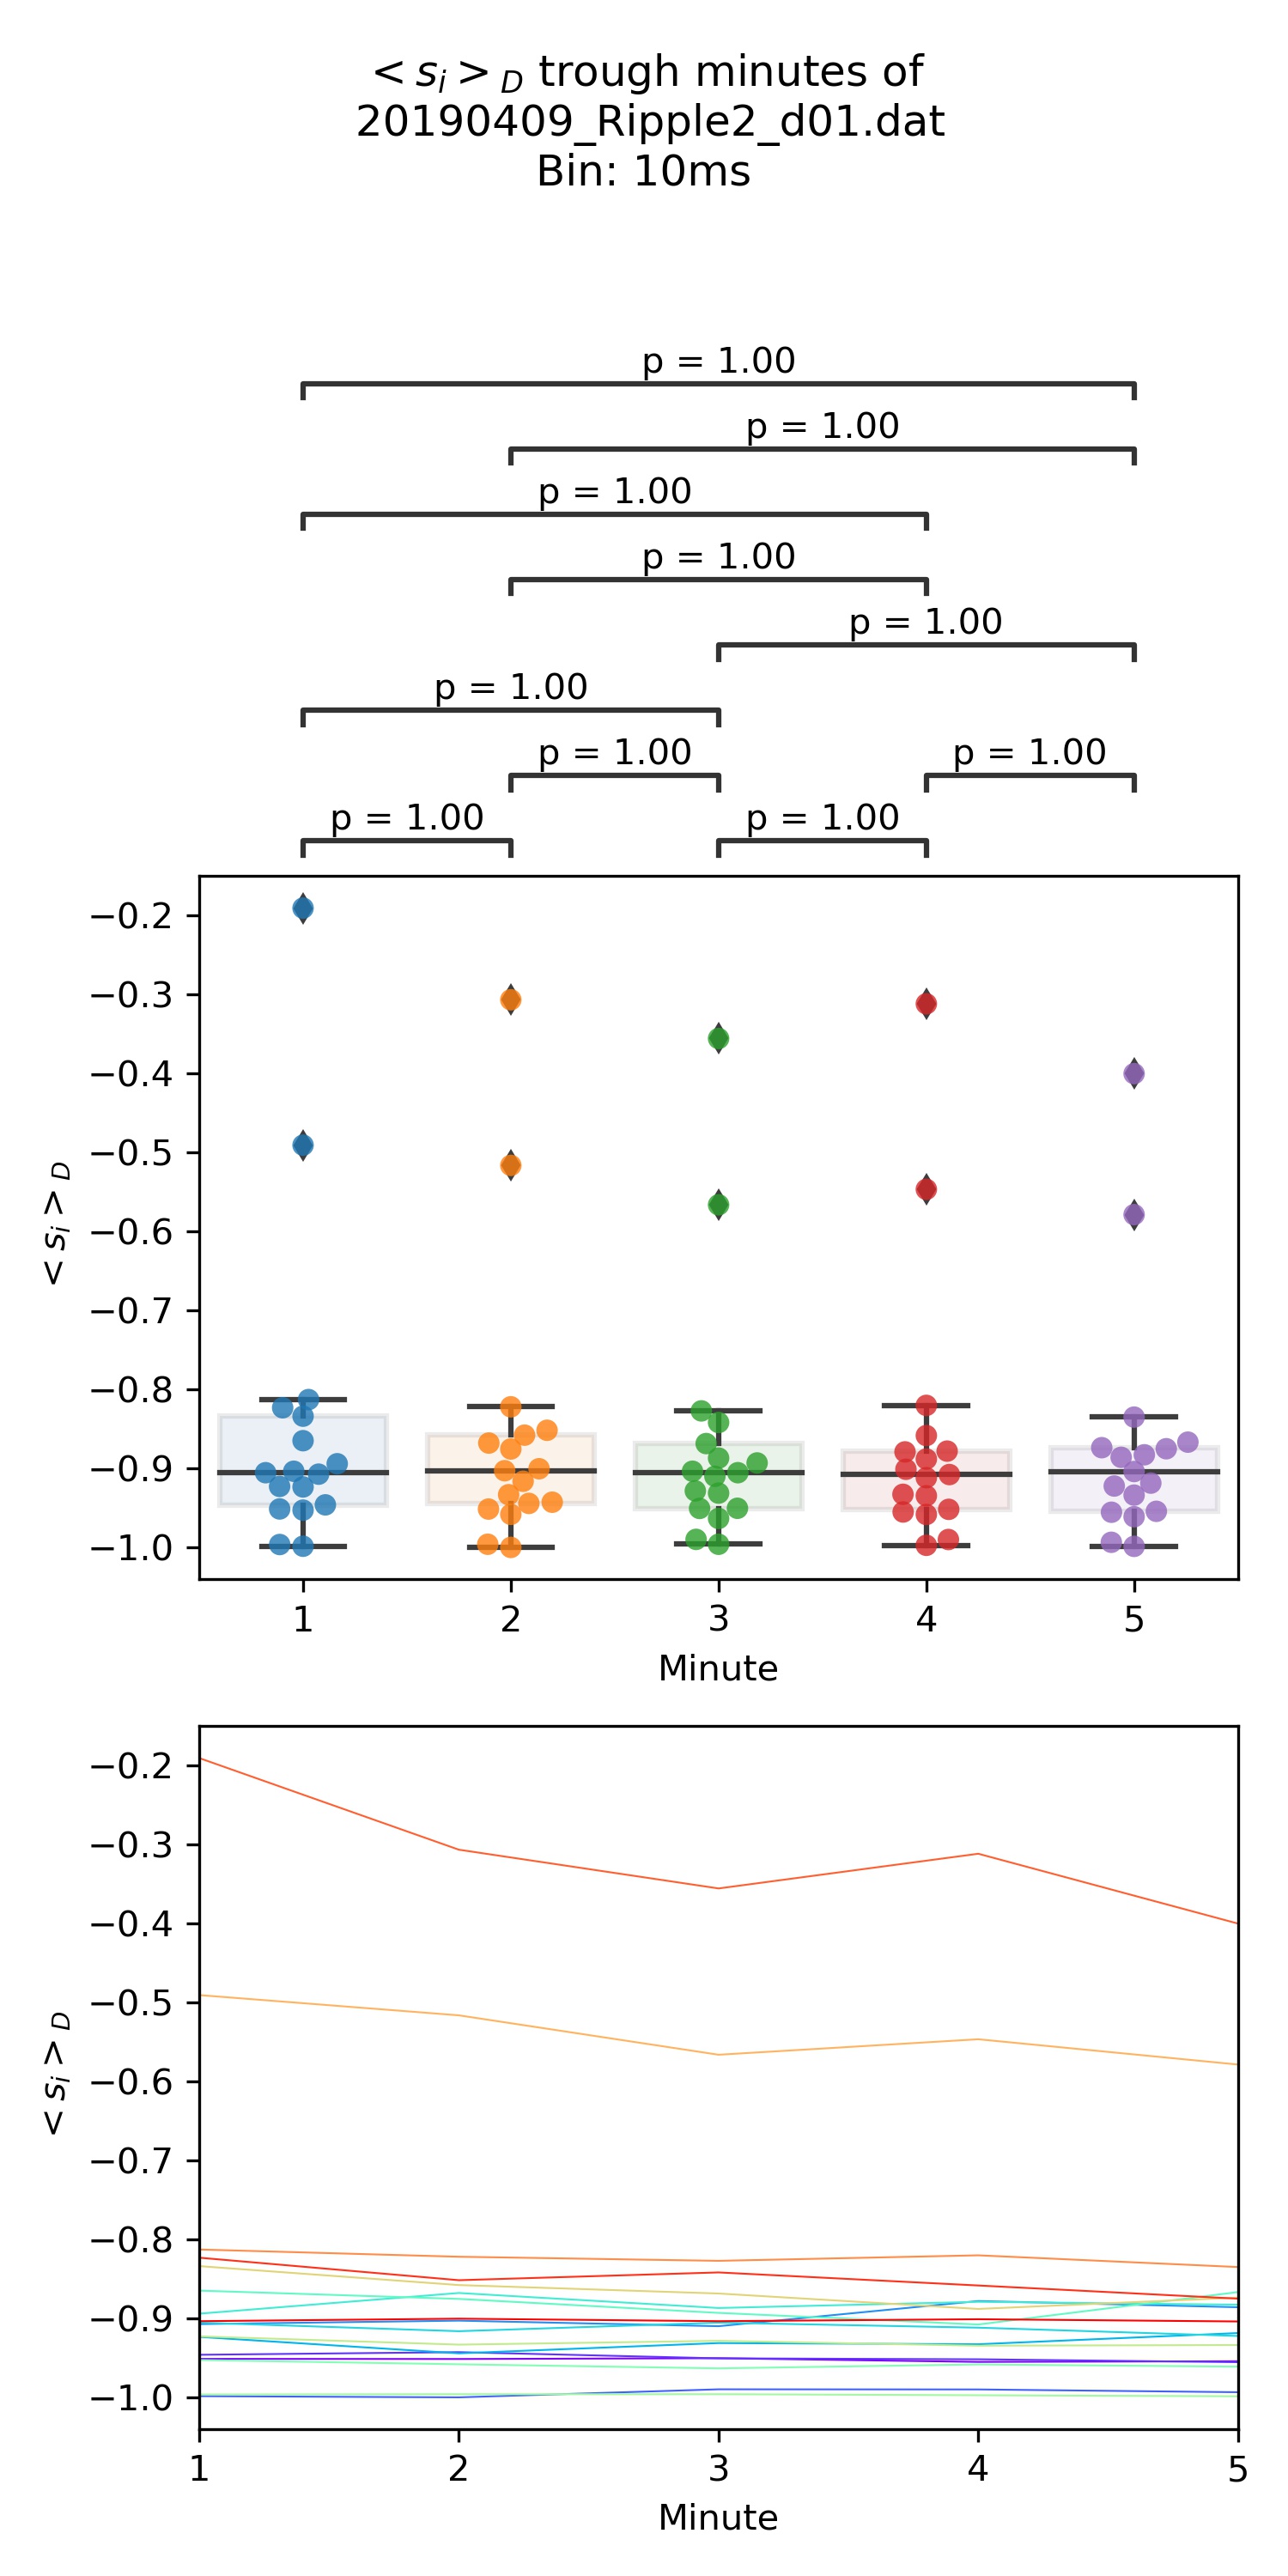 < s_i >_D trough minutes of
20190409_Ripple2_d01.dat
Bin: 10ms
p = 1.00
p = 1.00
p = 1.00
p = 1.00
p = 1.00
p = 1.00
p = 1.00 p = 1.00
p = 1.00 p = 1.00
−0.2
−0.3
−0.4
−0.5
−0.6
−0.7
−0.8
−0.9
−1.0
< s_i >_D
1 2 3 4 5
Minute
−0.2
−0.3
−0.4
−0.5
−0.6
−0.7
−0.8
−0.9
−1.0
< s_i >_D
1 2 3 4 5
Minute